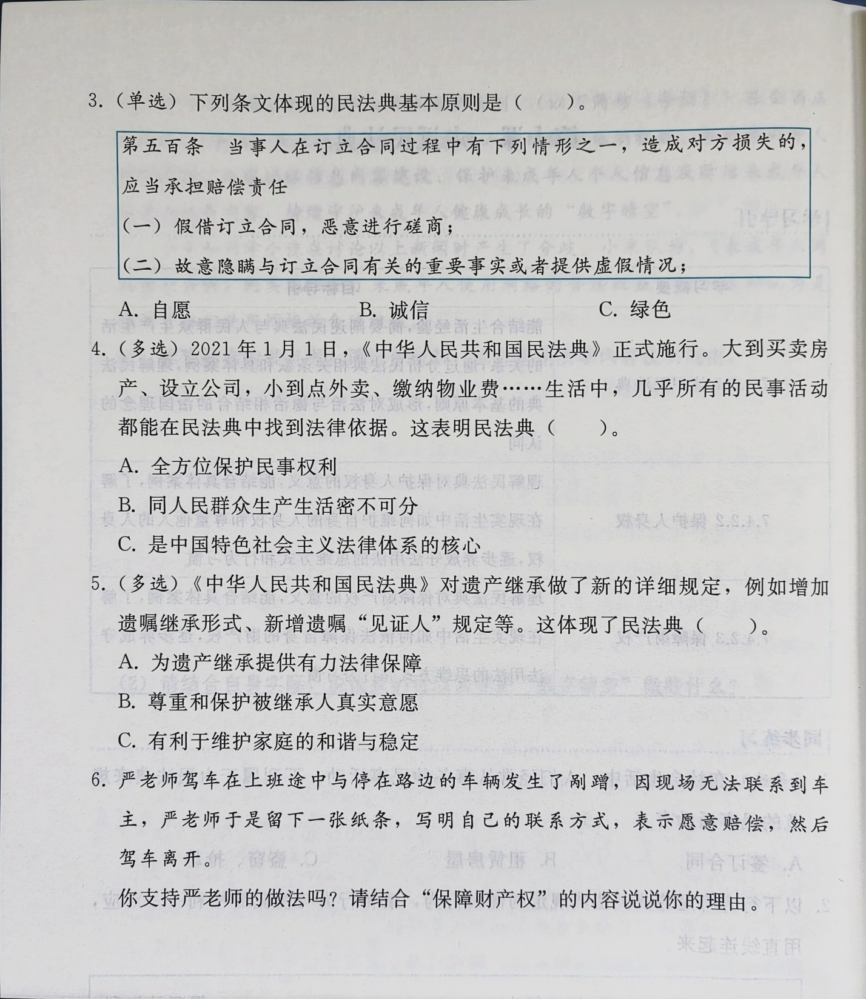 3.（单选）下列条文体现的民法典基本原则是（　　）。
第五百条　当事人在订立合同过程中有下列情形之一，造成对方损失的，
应当承担赔偿责任
（一）假借订立合同，恶意进行磋商；
（二）故意隐瞒与订立合同有关的重要事实或者提供虚假情况；
A. 自愿　B. 诚信　C. 绿色
4.（多选）2021年1月1日，《中华人民共和国民法典》正式施行。大到买卖房
产、设立公司，小到点外卖、缴纳物业费……生活中，几乎所有的民事活动
都能在民法典中找到法律依据。这表明民法典（　　）。
A. 全方位保护民事权利
B. 同人民群众生产生活密不可分
C. 是中国特色社会主义法律体系的核心
5.（多选）《中华人民共和国民法典》对遗产继承做了新的详细规定，例如增加
遗嘱继承形式、新增遗嘱“见证人”规定等。这体现了民法典（　　）。
A. 为遗产继承提供有力法律保障
B. 尊重和保护被继承人真实意愿
C. 有利于维护家庭的和谐与稳定
6. 严老师驾车在上班途中与停在路边的车辆发生了剐蹭，因现场无法联系到车
主，严老师于是留下一张纸条，写明自己的联系方式，表示愿意赔偿，然后
驾车离开。
你支持严老师的做法吗？请结合“保障财产权”的内容说说你的理由。